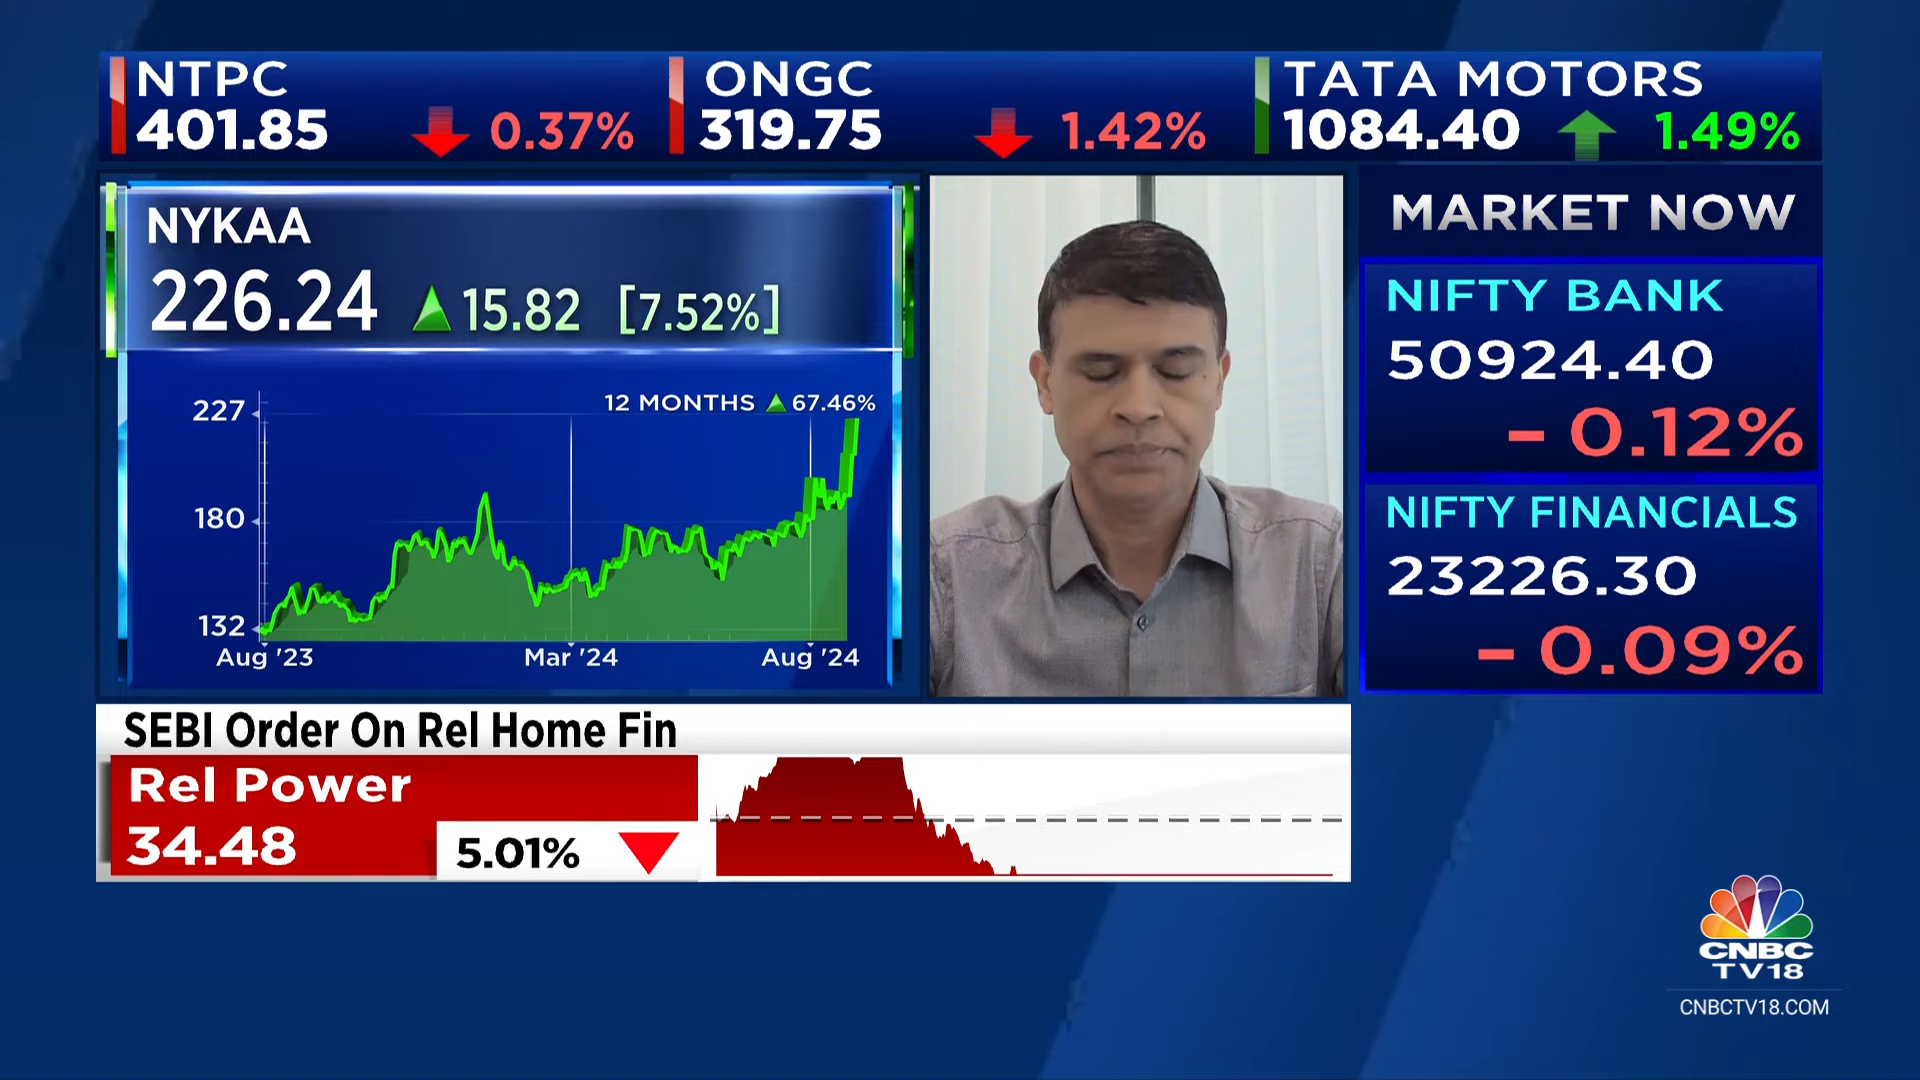 NTPC
401.85 0.37%
ONGC
319.75 1.42%
TATA MOTORS
1084.40 1.49%
NYKAA
226.24 15.82 [7.52%]
12 MONTHS 67.46%
227
180
132
Aug '23 Mar '24 Aug '24
MARKET NOW
NIFTY BANK
50924.40
– 0.12%
NIFTY FINANCIALS
23226.30
– 0.09%
SEBI Order On Rel Home Fin
Rel Power
34.48 5.01%
CNBC
TV18
CNBCTV18.COM